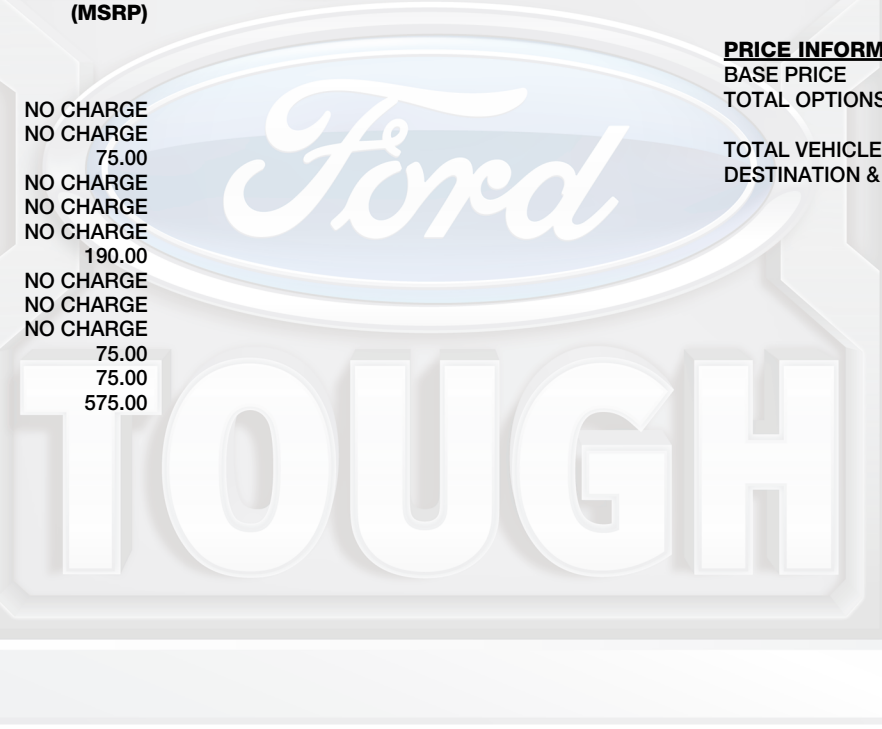 (MSRP)
NO CHARGE
NO CHARGE
75.00
NO CHARGE
NO CHARGE
NO CHARGE
190.00
NO CHARGE
NO CHARGE
NO CHARGE
75.00
75.00
575.00
PRICE INFORM
BASE PRICE
TOTAL OPTIONS
TOTAL VEHICLE
DESTINATION &
Ford
TOUGH